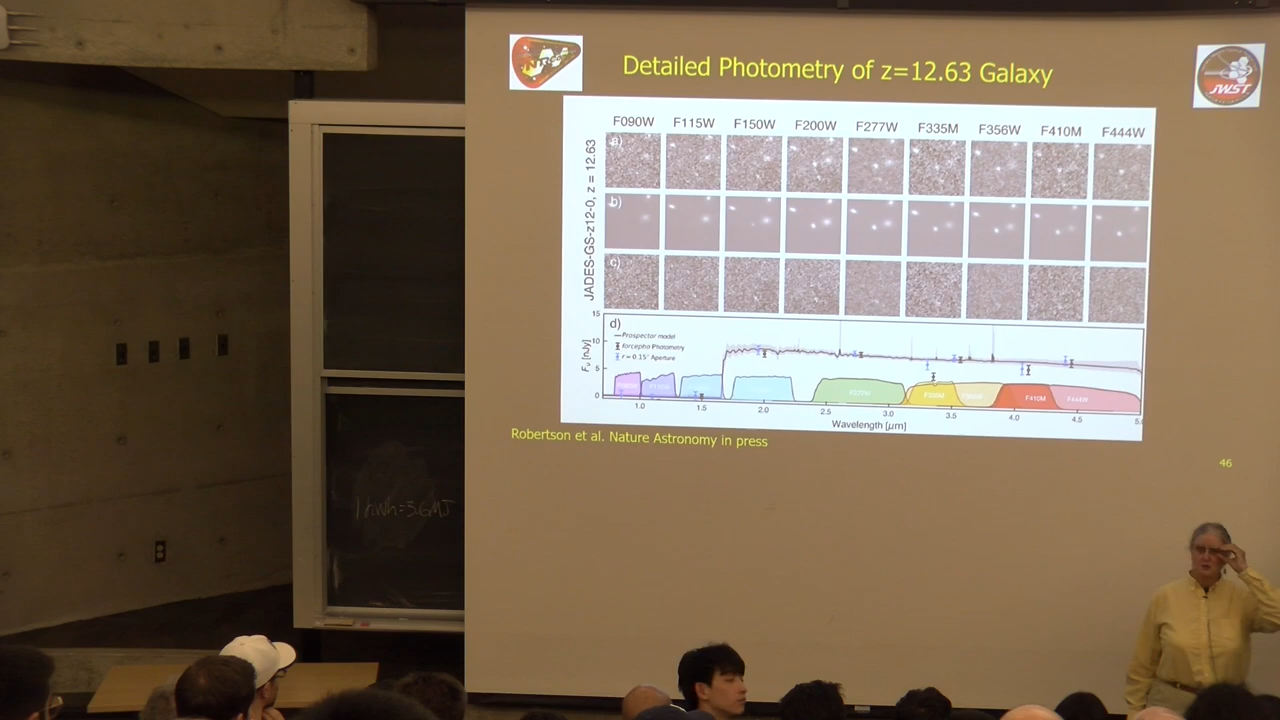 Detailed Photometry of z=12.63 Galaxy
JWST
F090W F115W F150W F200W F277W F335M F356W F410M F444W
JADES-GS-z12-0, z = 12.63
a)
b)
c)
d)
Prospector model
forcepho Photometry
r = 0.15" Aperture
Fν [nJy]
15
10
5
0
F410M F444W
1.0 1.5 2.0 2.5 3.0 3.5 4.0 4.5 5.
Wavelength [μm]
Robertson et al. Nature Astronomy in press
46
1 kWh=3.6MJ